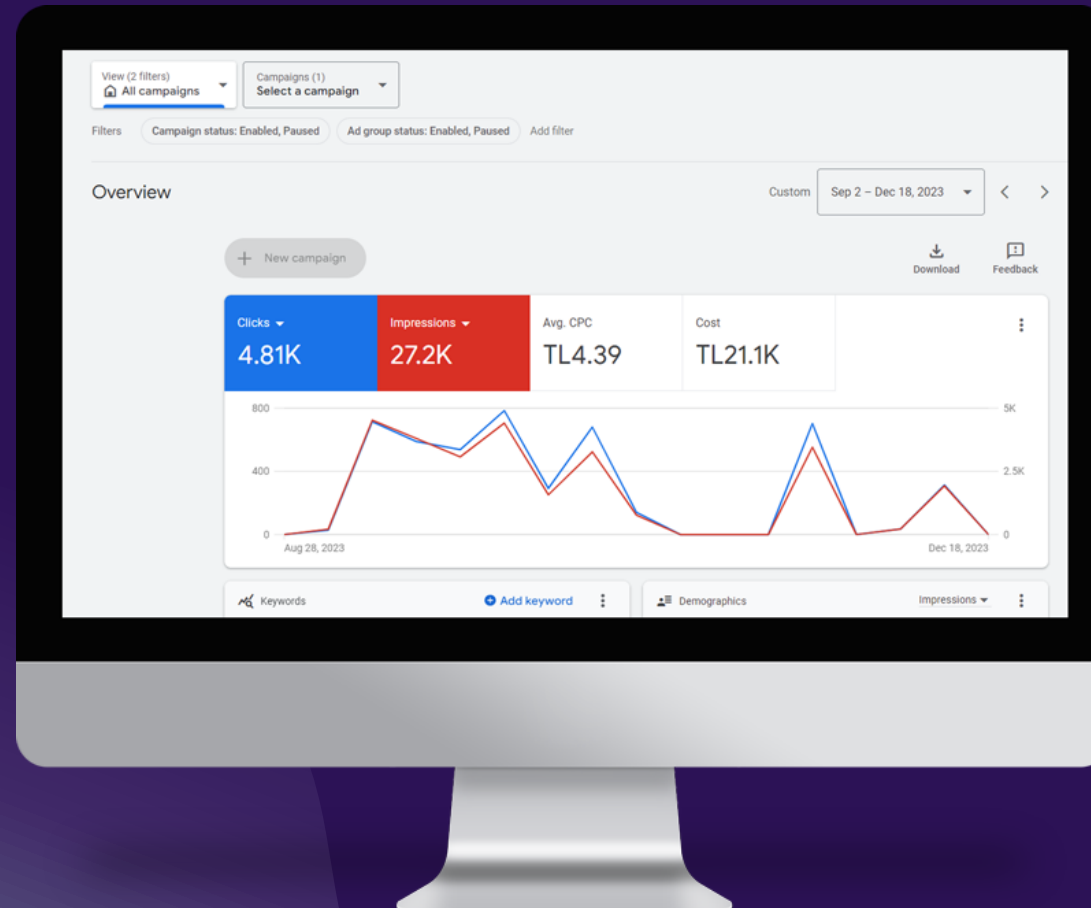 View (2 filters)
All campaigns
Campaigns (1)
Select a campaign
Filters
Campaign status: Enabled, Paused
Ad group status: Enabled, Paused
Add filter
Overview
Custom
Sep 2 – Dec 18, 2023
New campaign
Download
Feedback
Clicks
4.81K
Impressions
27.2K
Avg. CPC
TL4.39
Cost
TL21.1K
800
5K
400
2.5K
0
0
Aug 28, 2023
Dec 18, 2023
Keywords
Add keyword
Demographics
Impressions